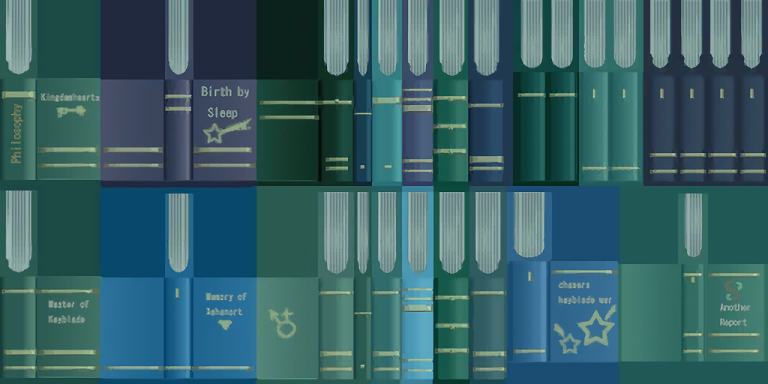 Philosophy
Kingdomhearts
Birth by
Sleep
Master of
Keyblade
Memory of
Xehanort
chasers
keyblade war
Another
Report